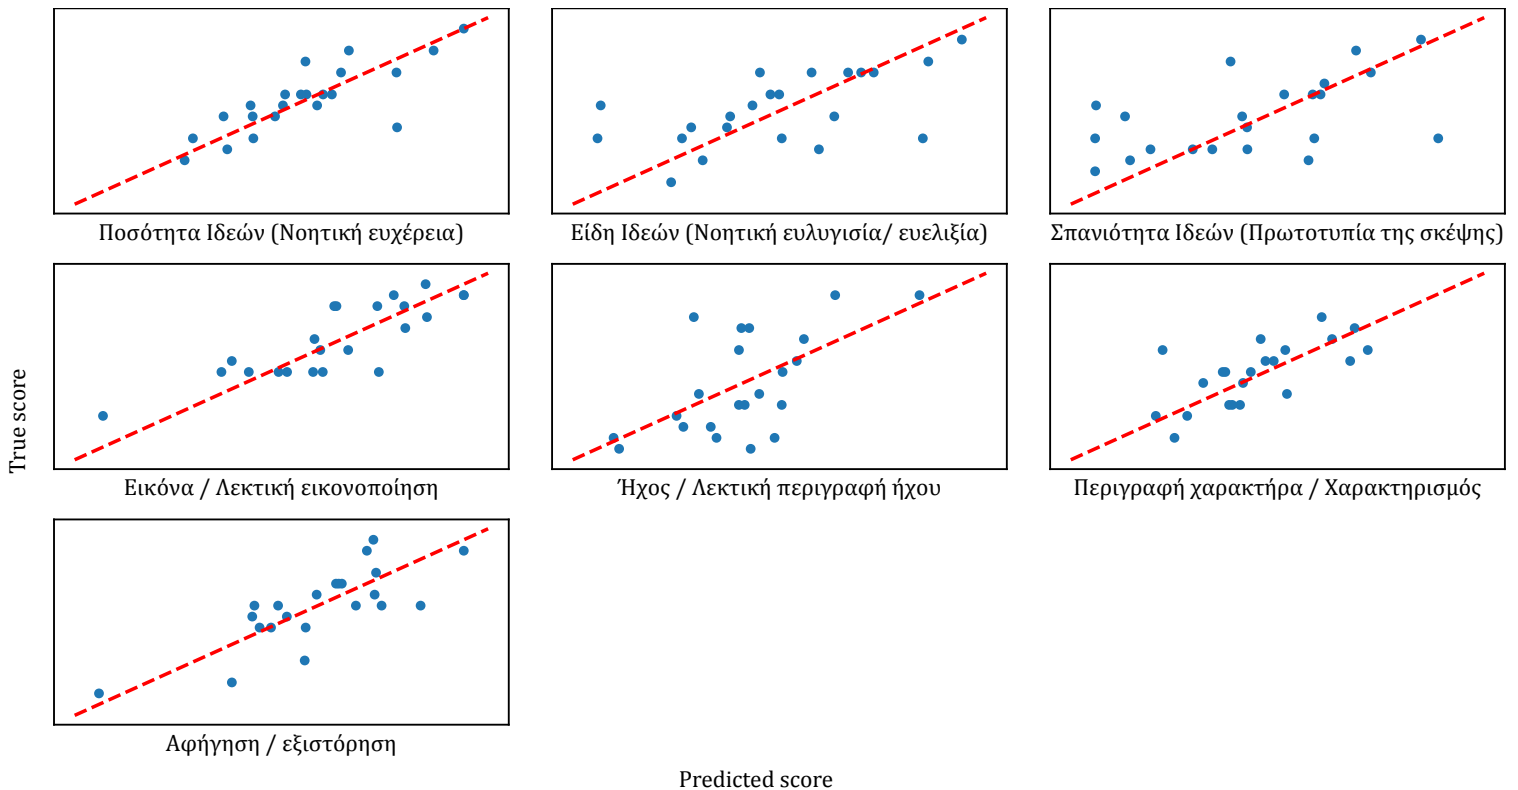 Ποσότητα Ιδεών (Νοητική ευχέρεια)
Είδη Ιδεών (Νοητική ευλυγισία/ ευελιξία)
Σπανιότητα Ιδεών (Πρωτοτυπία της σκέψης)
True score
Εικόνα / Λεκτική εικονοποίηση
Ήχος / Λεκτική περιγραφή ήχου
Περιγραφή χαρακτήρα / Χαρακτηρισμός
Αφήγηση / εξιστόρηση
Predicted score